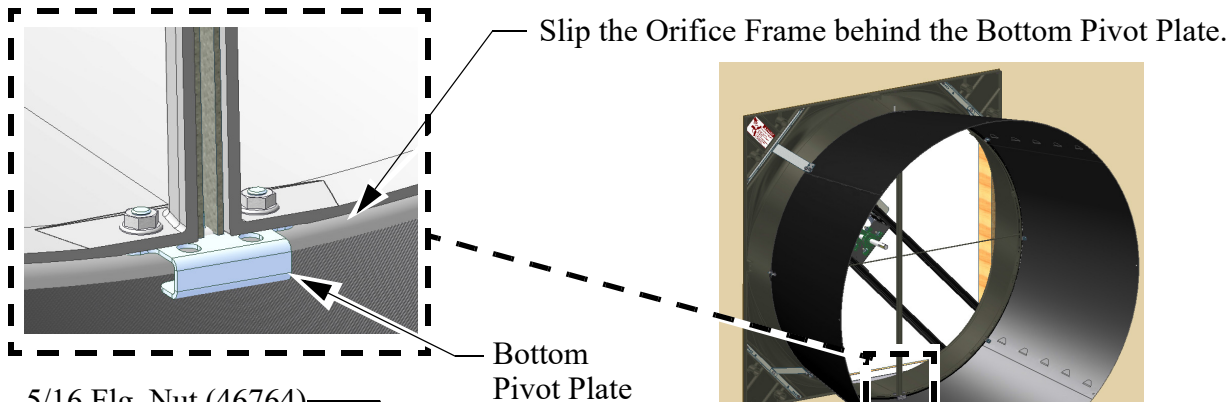 Slip the Orifice Frame behind the Bottom Pivot Plate.
Bottom
Pivot Plate
5/16 Flg. Nut (46764)